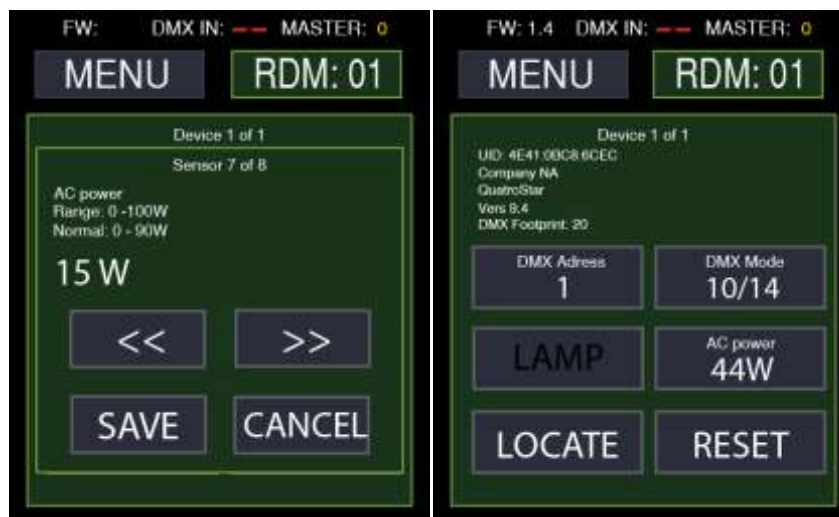 FW: DMX IN: -- MASTER: 0
MENU RDM: 01
Device 1 of 1
Sensor 7 of 8
AC power
Range: 0 -100W
Normal: 0 - 90W
15 W
<< >>
SAVE CANCEL
FW: 1.4 DMX IN: -- MASTER: 0
MENU RDM: 01
Device 1 of 1
UID: 4E41:0BC8:6CEC
Company NA
QuatroStar
Vers 9.4
DMX Footprint: 20
DMX Adress DMX Mode
1 10/14
LAMP AC power
44W
LOCATE RESET